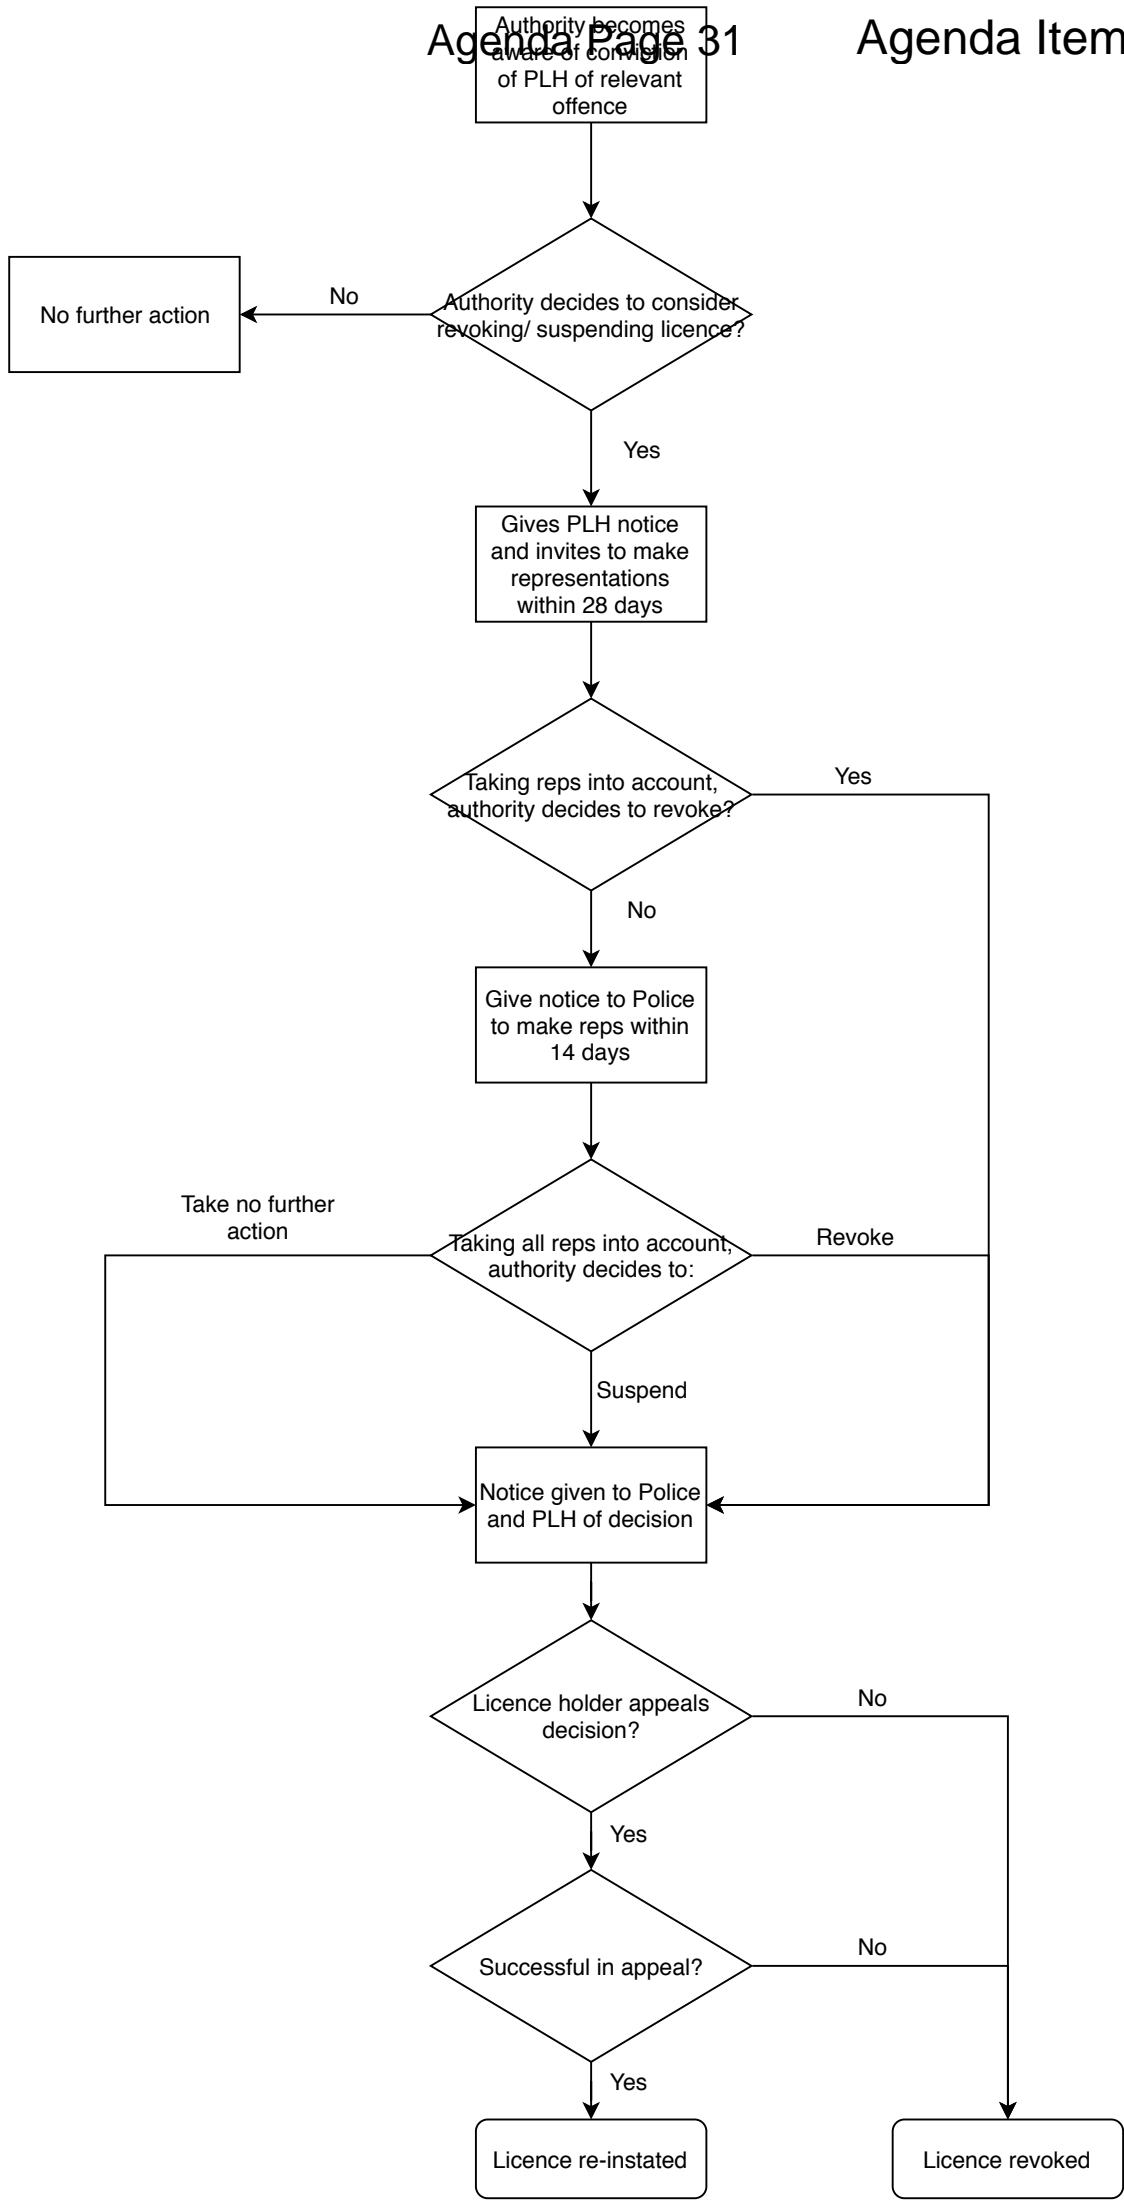 Agenda Page 31
Agenda Item
Authority becomes
aware of conviction
of PLH of relevant
offence
No
Authority decides to consider
revoking/ suspending licence?
No further action
Yes
Gives PLH notice
and invites to make
representations
within 28 days
Yes
Taking reps into account,
authority decides to revoke?
No
Give notice to Police
to make reps within
14 days
Take no further
action
Revoke
Taking all reps into account,
authority decides to:
Suspend
Notice given to Police
and PLH of decision
No
Licence holder appeals
decision?
Yes
No
Successful in appeal?
Yes
Licence re-instated
Licence revoked